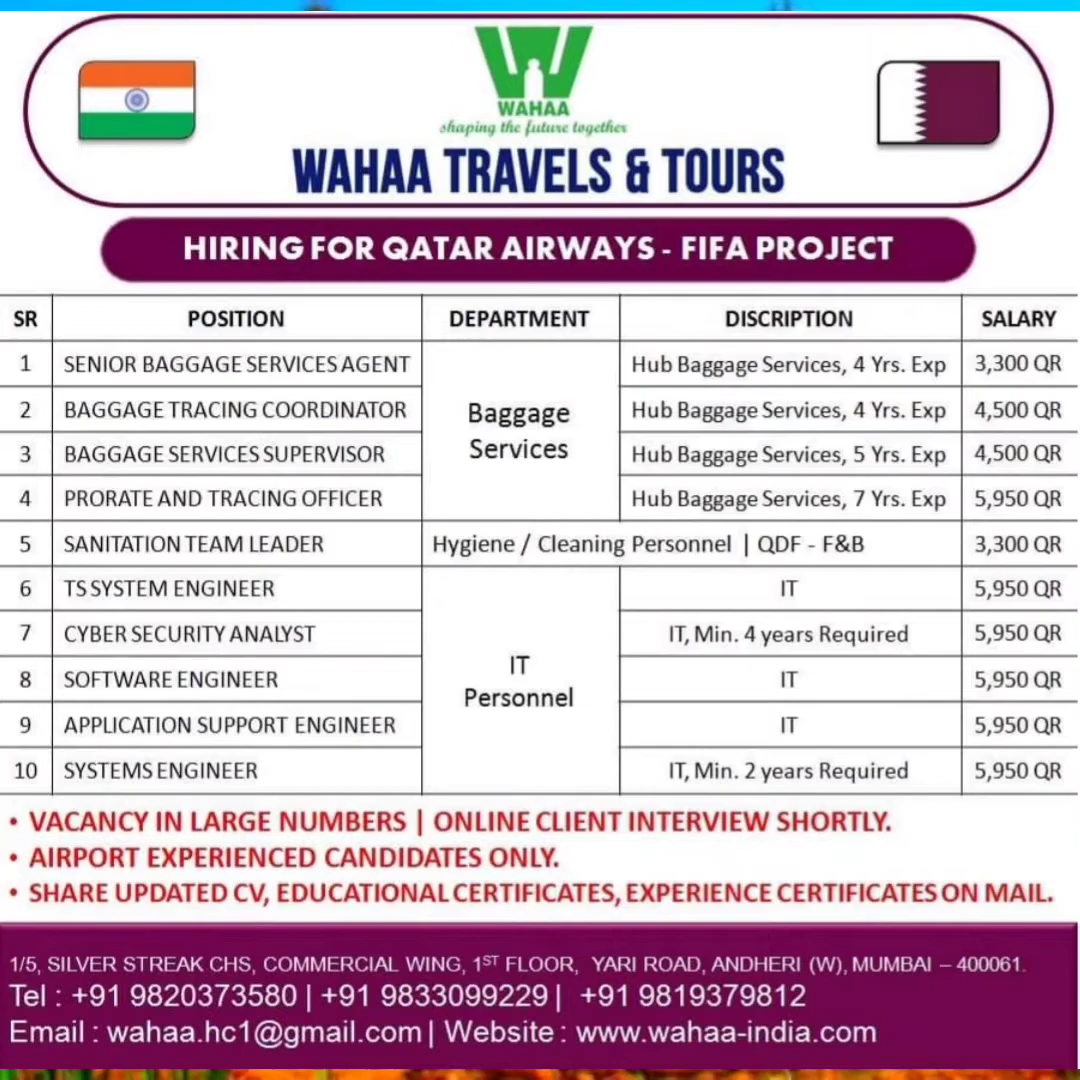 WAHAA
shaping the future together
WAHAA TRAVELS & TOURS
HIRING FOR QATAR AIRWAYS - FIFA PROJECT
SR POSITION DEPARTMENT DISCRIPTION SALARY
1 SENIOR BAGGAGE SERVICES AGENT Hub Baggage Services, 4 Yrs. Exp 3,300 QR
2 BAGGAGE TRACING COORDINATOR Baggage Services Hub Baggage Services, 4 Yrs. Exp 4,500 QR
3 BAGGAGE SERVICES SUPERVISOR Hub Baggage Services, 5 Yrs. Exp 4,500 QR
4 PRORATE AND TRACING OFFICER Hub Baggage Services, 7 Yrs. Exp 5,950 QR
5 SANITATION TEAM LEADER Hygiene / Cleaning Personnel | QDF - F&B 3,300 QR
6 TS SYSTEM ENGINEER IT 5,950 QR
7 CYBER SECURITY ANALYST IT, Min. 4 years Required 5,950 QR
8 SOFTWARE ENGINEER IT Personnel IT 5,950 QR
9 APPLICATION SUPPORT ENGINEER IT 5,950 QR
10 SYSTEMS ENGINEER IT, Min. 2 years Required 5,950 QR
• VACANCY IN LARGE NUMBERS | ONLINE CLIENT INTERVIEW SHORTLY.
• AIRPORT EXPERIENCED CANDIDATES ONLY.
• SHARE UPDATED CV, EDUCATIONAL CERTIFICATES, EXPERIENCE CERTIFICATES ON MAIL.
1/5, SILVER STREAK CHS, COMMERCIAL WING, 1ST FLOOR, YARI ROAD, ANDHERI (W), MUMBAI – 400061.
Tel : +91 9820373580 | +91 9833099229 | +91 9819379812
Email : wahaa.hc1@gmail.com | Website : www.wahaa-india.com